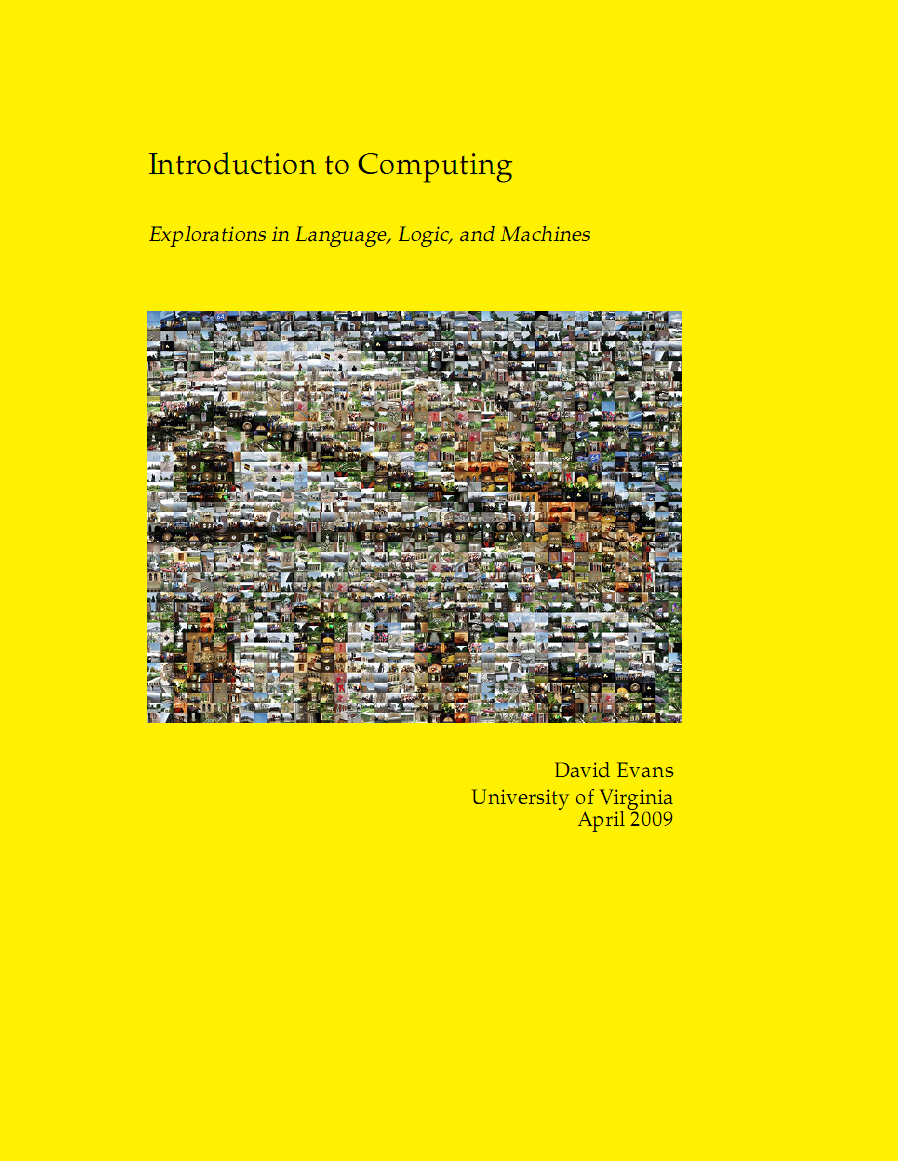 Introduction to Computing
Explorations in Language, Logic, and Machines
David Evans
University of Virginia
April 2009